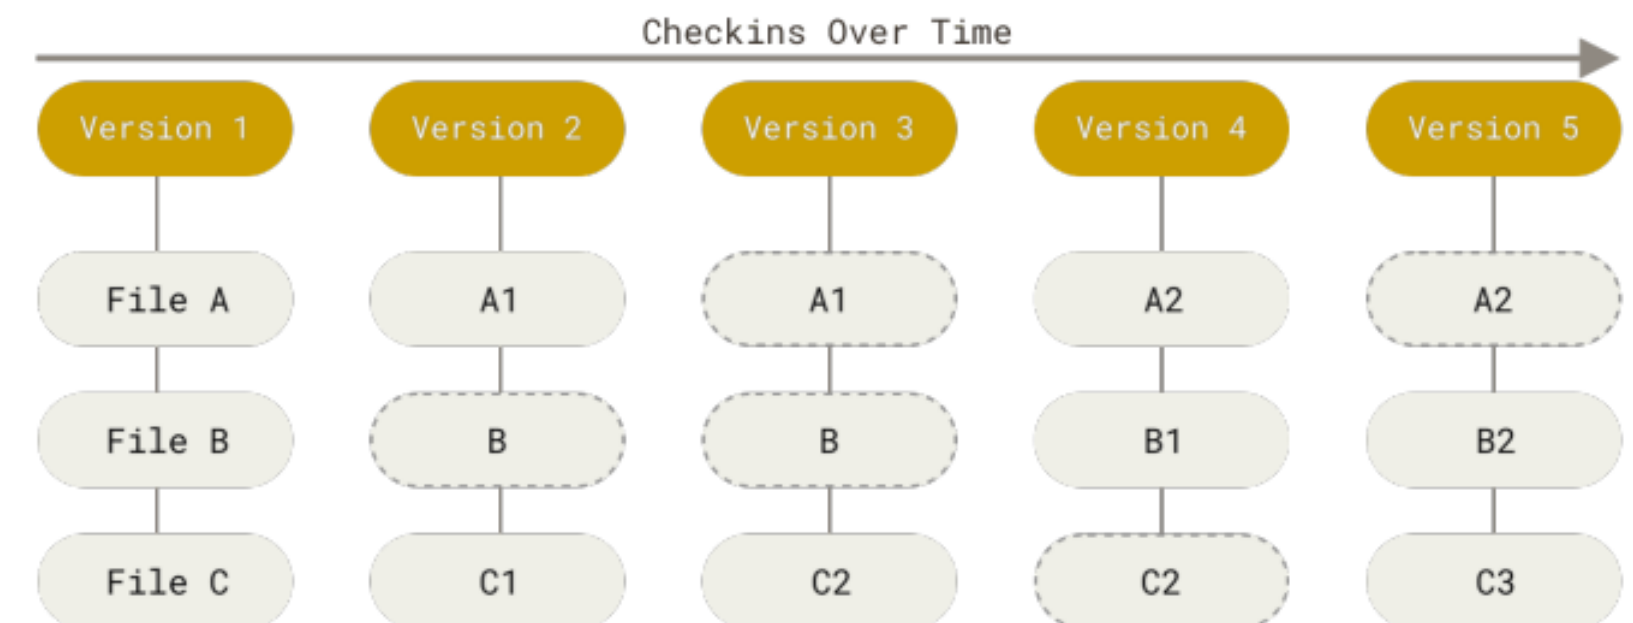 Checkins Over Time
Version 1 Version 2 Version 3 Version 4 Version 5
File A A1 A1 A2 A2
File B B B B1 B2
File C C1 C2 C2 C3